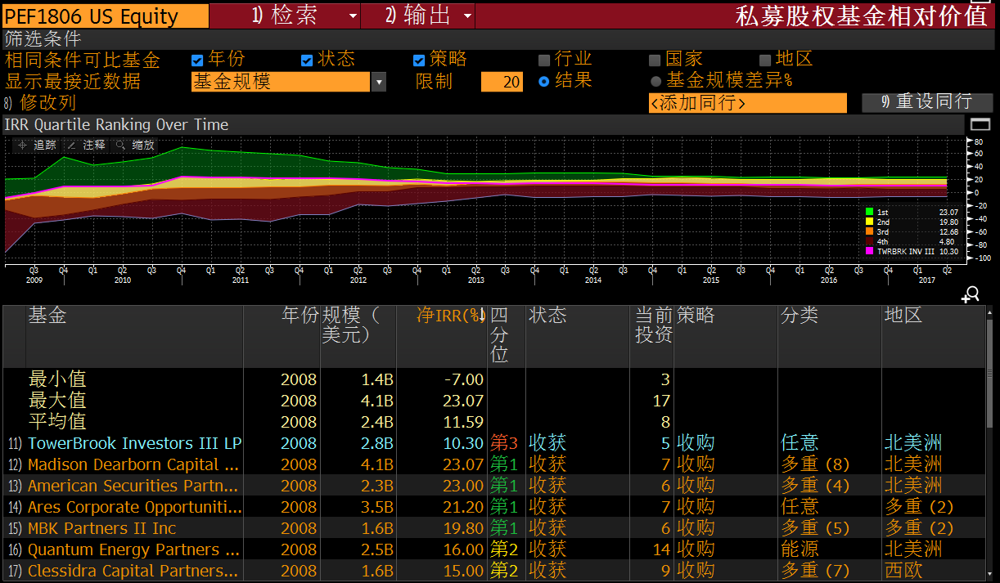 PEF1806 US Equity 1) 检索 2) 输出 私募股权基金相对价值
筛选条件
相同条件可比基金 年份 状态 策略 行业 国家 地区
显示最接近数据 基金规模 限制 20 结果 基金规模差异%
8) 修改列 <添加同行> 9) 重设同行
IRR Quartile Ranking Over Time
追踪 注释 缩放
80
60
40
20
0
-20
-40
-60
-80
-100
1st 23.07
2nd 19.80
3rd 12.68
4th 4.80
TWRBRK INV III 10.30
Q3 Q4 Q1 Q2 Q3 Q4 Q1 Q2 Q3 Q4 Q1 Q2 Q3 Q4 Q1 Q2 Q3 Q4 Q1 Q2 Q3 Q4 Q1 Q2 Q3 Q4 Q1 Q2 Q3 Q4 Q1 Q2
2009 2010 2011 2012 2013 2014 2015 2016 2017
基金 年份 规模（美元） 净IRR(%) 四分位 状态 当前投资 策略 分类 地区
最小值 2008 1.4B -7.00 3
最大值 2008 4.1B 23.07 17
平均值 2008 2.4B 11.59 8
11) TowerBrook Investors III LP 2008 2.8B 10.30 第3 收获 5 收购 任意 北美洲
12) Madison Dearborn Capital ... 2008 4.1B 23.07 第1 收获 7 收购 多重 (8) 北美洲
13) American Securities Partn... 2008 2.3B 23.00 第1 收获 6 收购 多重 (4) 北美洲
14) Ares Corporate Opportuniti... 2008 3.5B 21.20 第1 收获 7 收购 任意 多重 (2)
15) MBK Partners II Inc 2008 1.6B 19.80 第1 收获 6 收购 多重 (5) 多重 (2)
16) Quantum Energy Partners ... 2008 2.5B 16.00 第2 收获 14 收购 能源 北美洲
17) Clessidra Capital Partners... 2008 1.6B 15.00 第2 收获 9 收购 多重 (7) 西欧